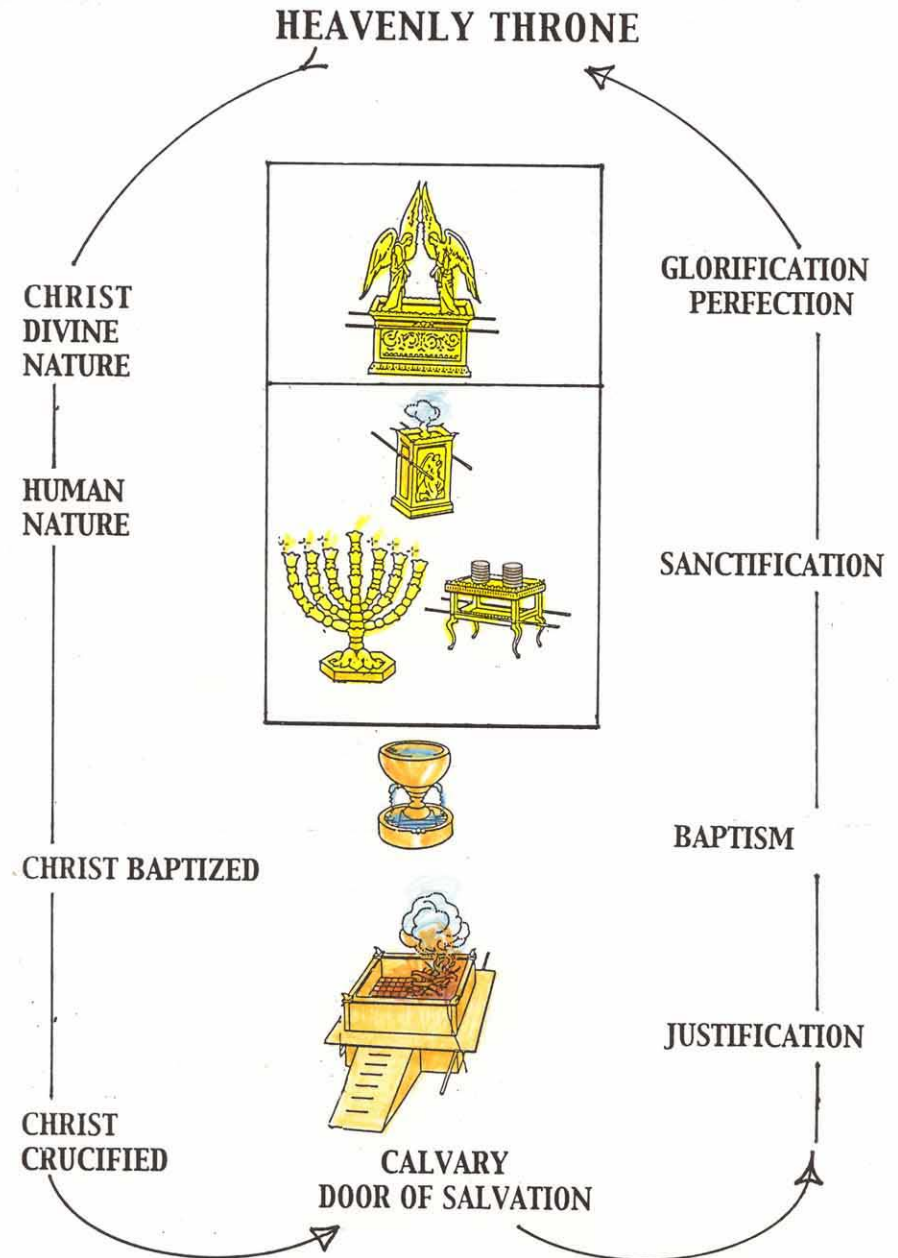 HEAVENLY THRONE
CHRIST
DIVINE
NATURE
HUMAN
NATURE
CHRIST BAPTIZED
CHRIST
CRUCIFIED
CALVARY
DOOR OF SALVATION
JUSTIFICATION
BAPTISM
SANCTIFICATION
GLORIFICATION
PERFECTION